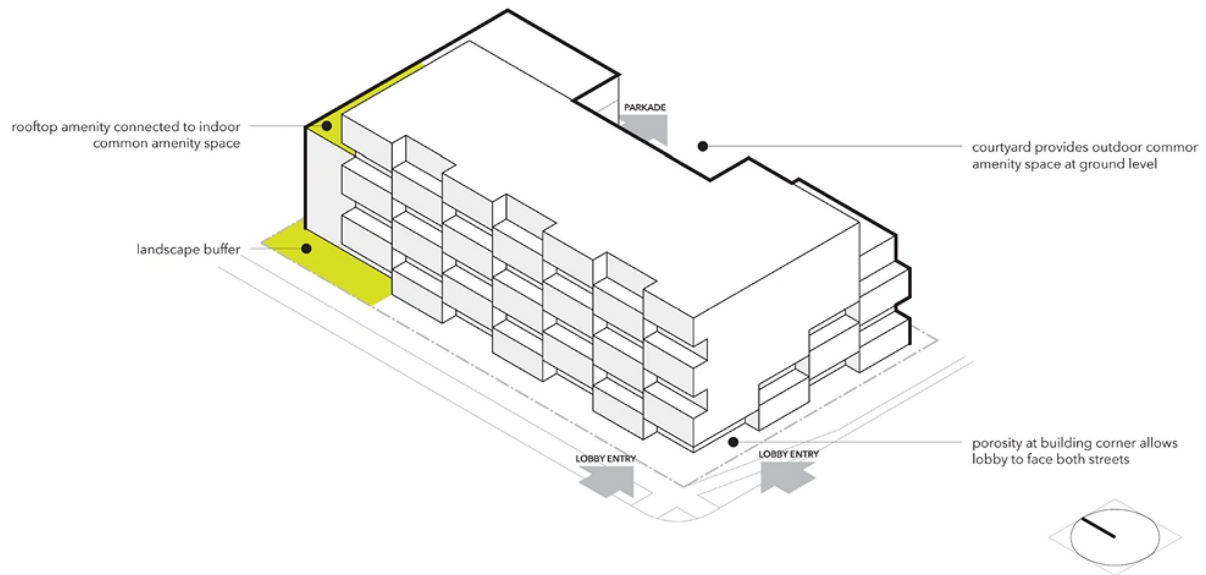 PARKADE
rooftop amenity connected to indoor
common amenity space
courtyard provides outdoor common
amenity space at ground level
landscape buffer
porosity at building corner allows
lobby to face both streets
LOBBY ENTRY
LOBBY ENTRY